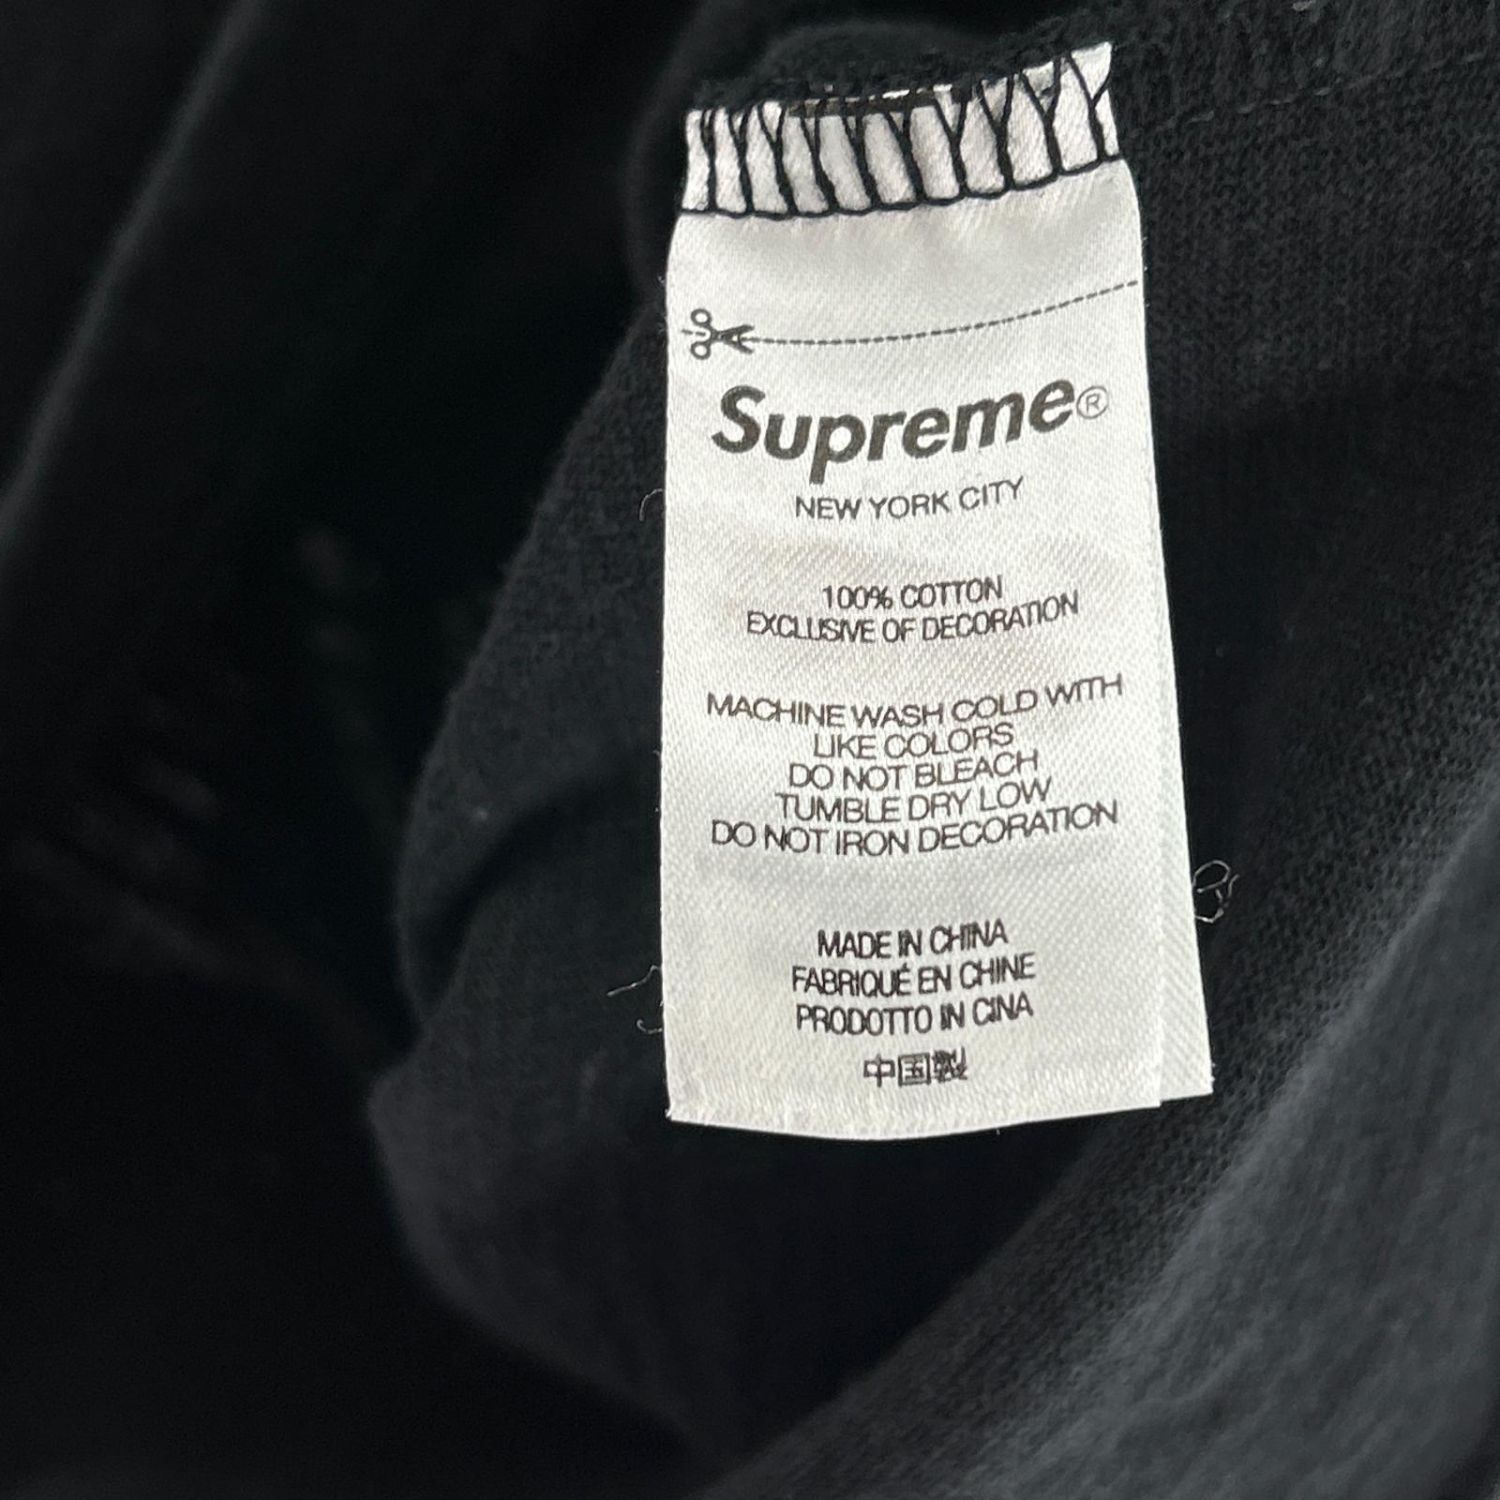 Supreme®
NEW YORK CITY
100% COTTON
EXCLUSIVE OF DECORATION
MACHINE WASH COLD WITH
LIKE COLORS
DO NOT BLEACH
TUMBLE DRY LOW
DO NOT IRON DECORATION
MADE IN CHINA
FABRIQUÉ EN CHINE
PRODOTTO IN CINA
中国製